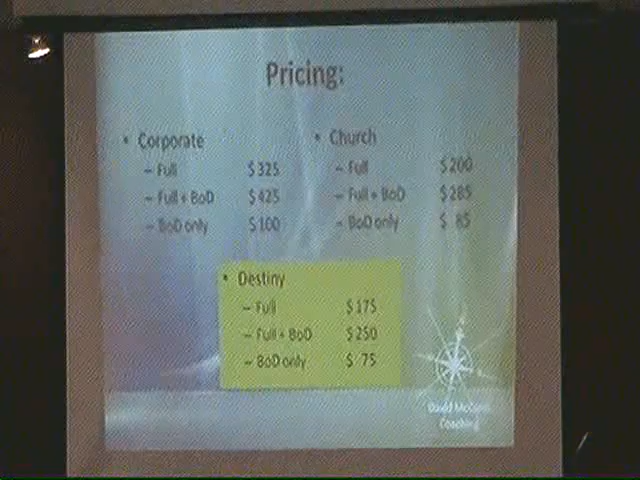 Pricing:
• Corporate
– Full $325
– Full + BoD $425
– BoD only $100
• Church
– Full $200
– Full + BoD $285
– BoD only $ 85
• Destiny
– Full $175
– Full + BoD $250
– BoD only $ 75
David
Coaching